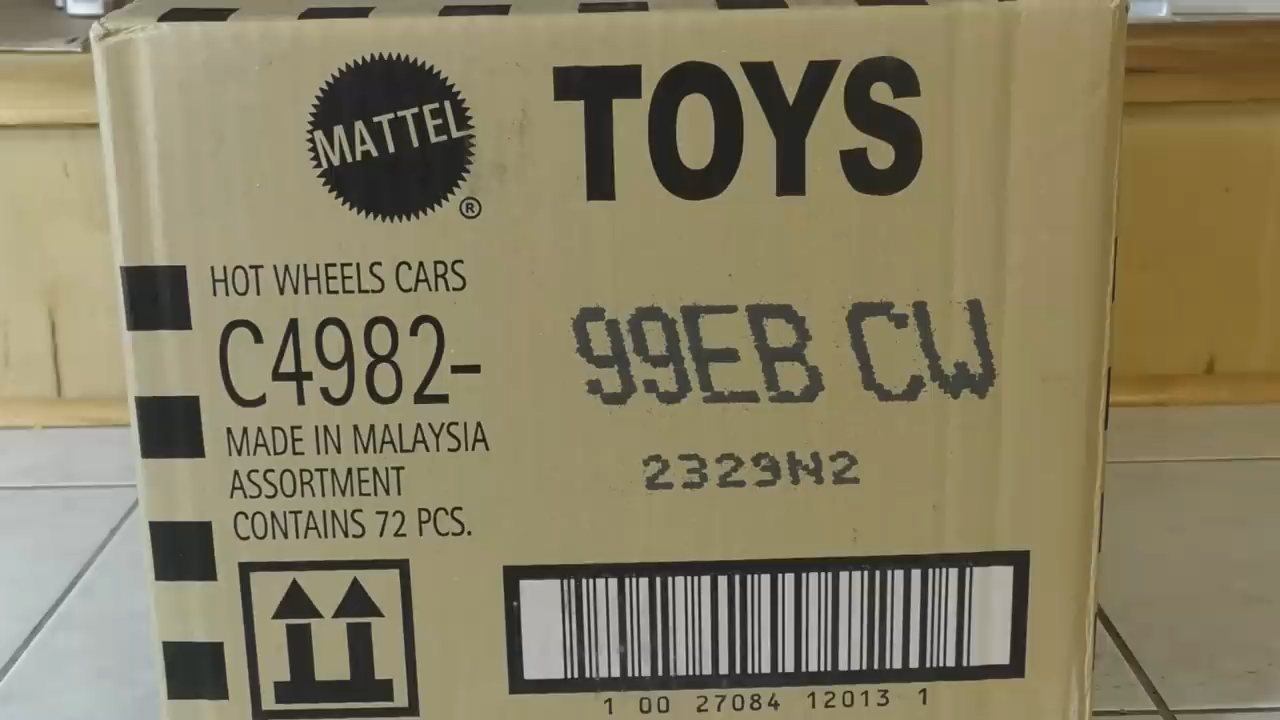 MATTEL®
TOYS
HOT WHEELS CARS
C4982-
MADE IN MALAYSIA
ASSORTMENT
CONTAINS 72 PCS.
99EB CW
2329N2
1 00 27084 12013 1